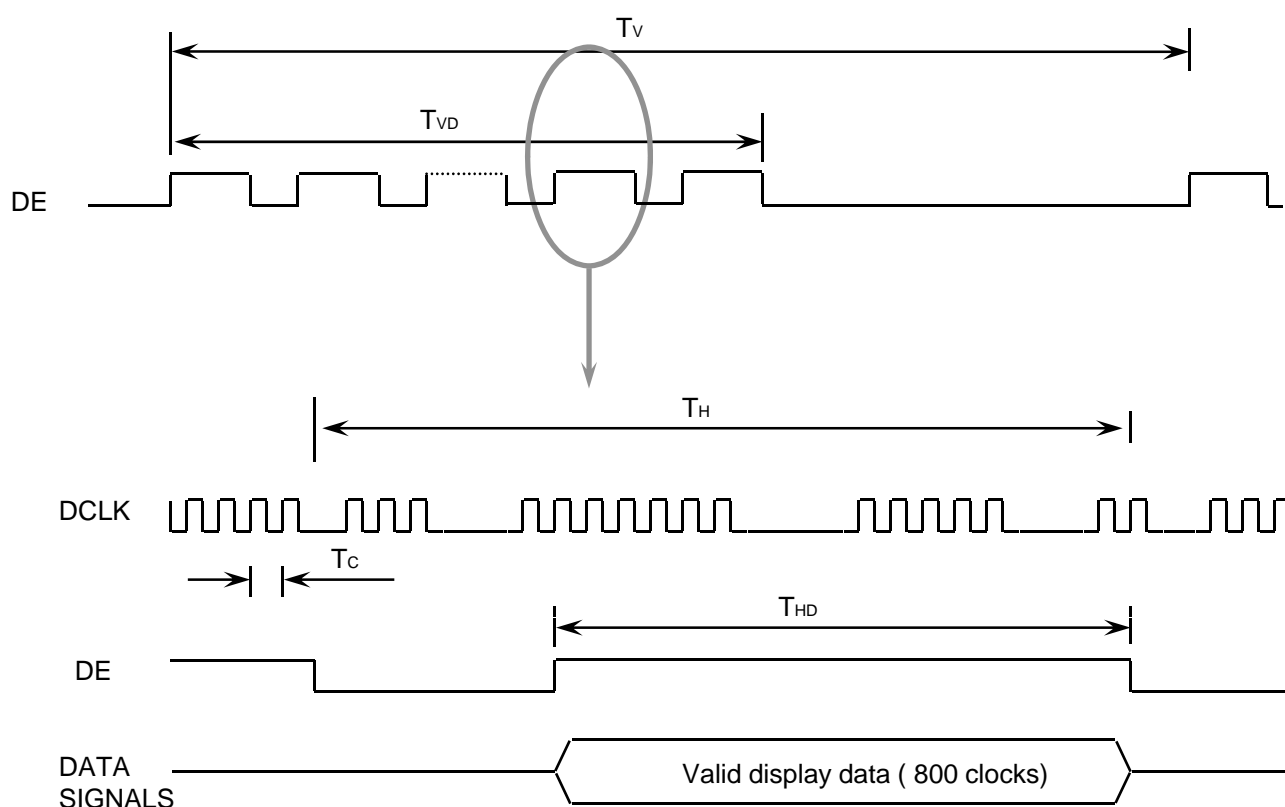 TV
TVD
DE
TH
DCLK
TC
THD
DE
DATA
SIGNALS
Valid display data ( 800 clocks)